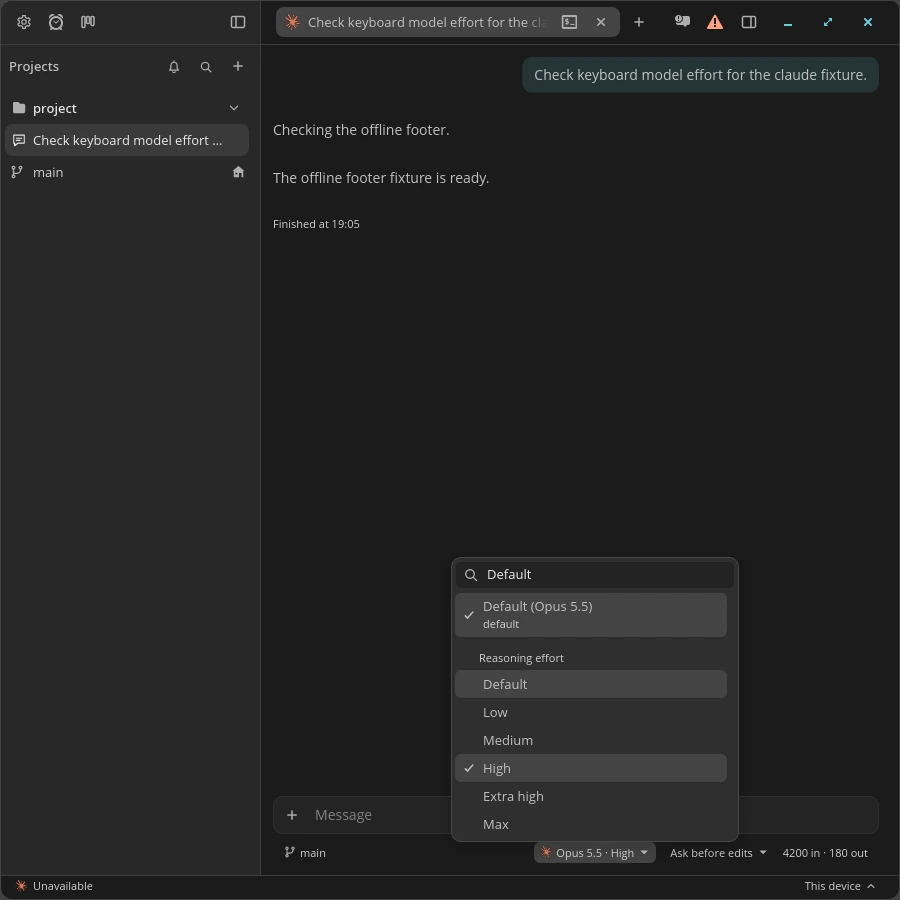 Check keyboard model effort for the cla
Projects
project
Check keyboard model effort ...
main
Check keyboard model effort for the claude fixture.
Checking the offline footer.
The offline footer fixture is ready.
Finished at 19:05
Default
Default (Opus 5.5)
default
Reasoning effort
Default
Low
Medium
High
Extra high
Max
Message
main
Opus 5.5 · High
Ask before edits
4200 in · 180 out
Unavailable
This device